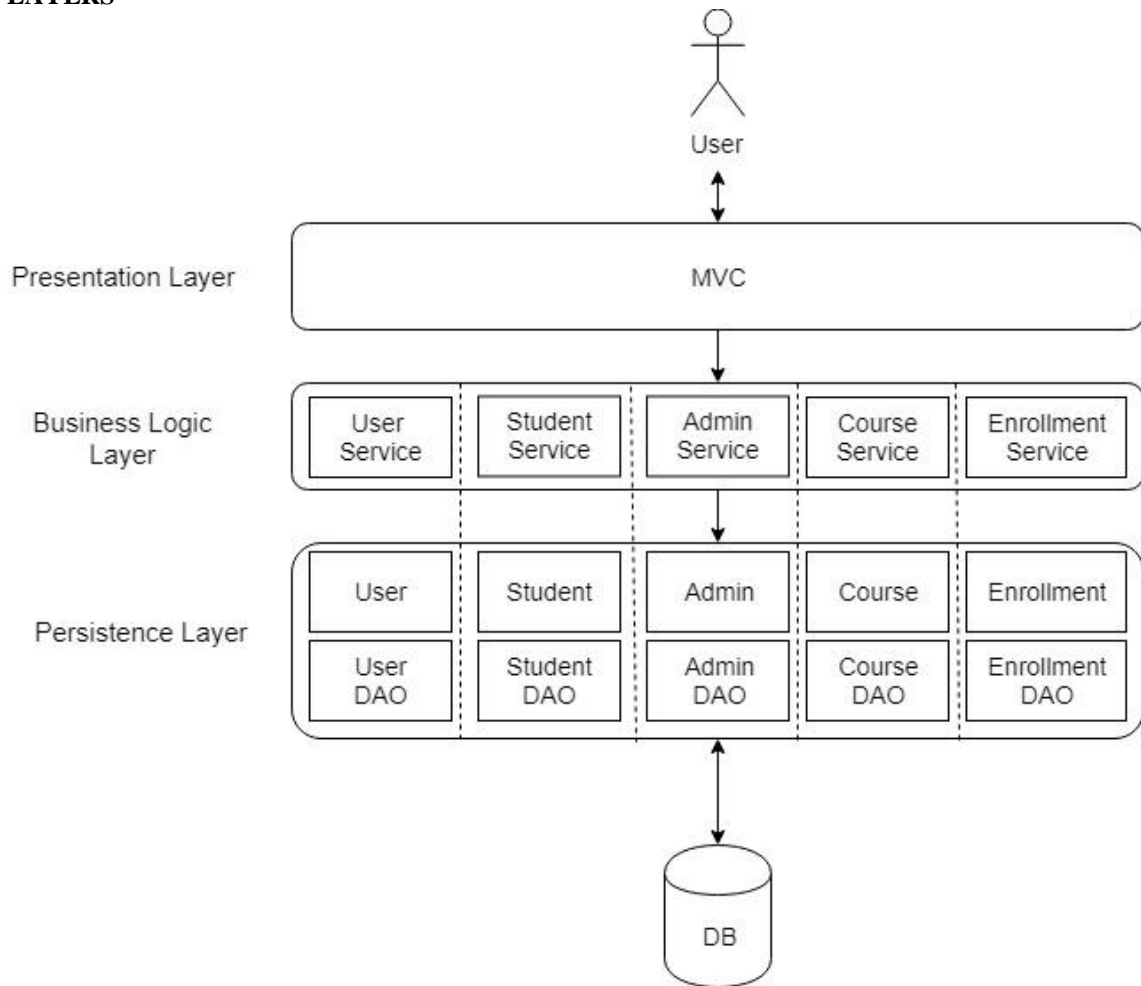 LAYERS
User
Presentation Layer
MVC
Business Logic
Layer
User
Service
Student
Service
Admin
Service
Course
Service
Enrollment
Service
Persistence Layer
User
Student
Admin
Course
Enrollment
User
DAO
Student
DAO
Admin
DAO
Course
DAO
Enrollment
DAO
DB